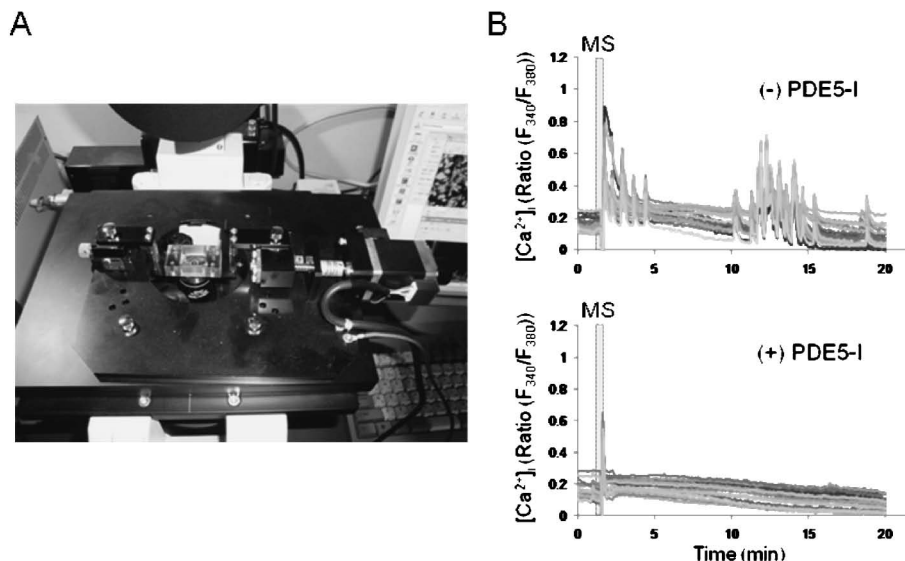 A
B
MS
[Ca²⁺]ᵢ (Ratio (F₃₄₀/F₃₈₀))
1.2
1
0.8
0.6
0.4
0.2
0
(-) PDE5-I
0 5 10 15 20
MS
[Ca²⁺]ᵢ (Ratio (F₃₄₀/F₃₈₀))
1.2
1
0.8
0.6
0.4
0.2
0
(+) PDE5-I
0 5 10 15 20
Time (min)